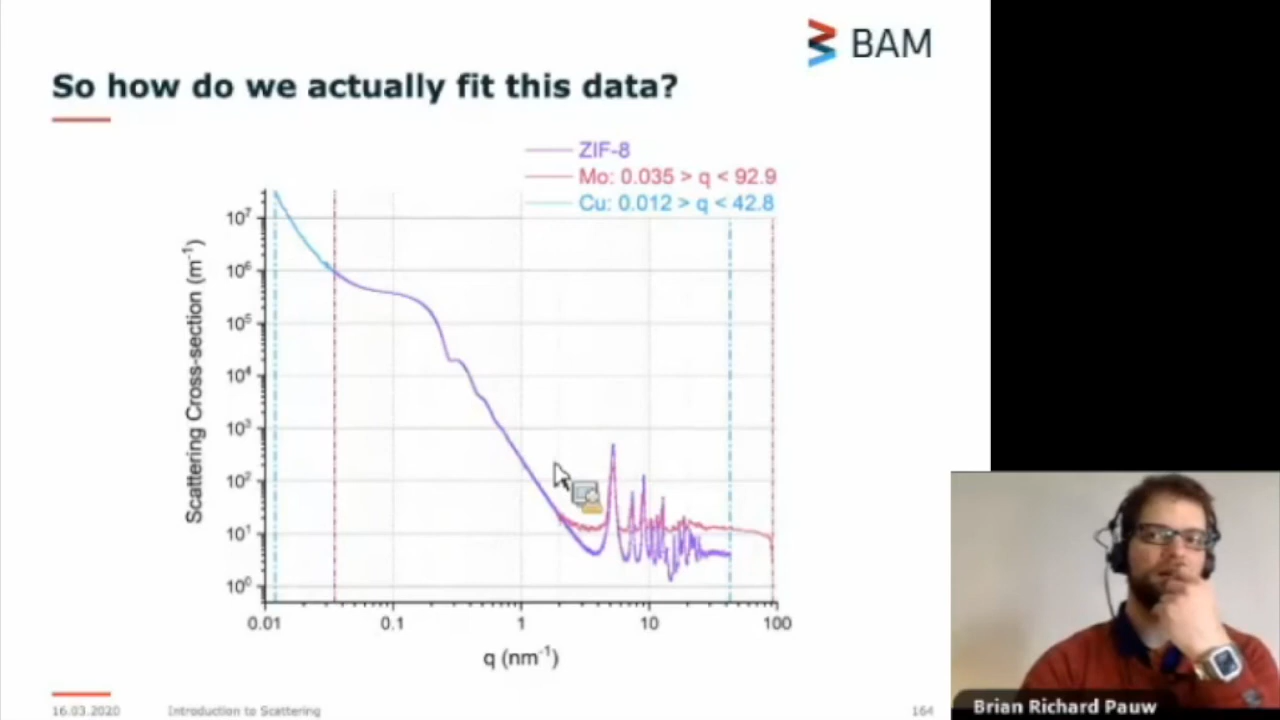 BAM
So how do we actually fit this data?
ZIF-8
Mo: 0.035 > q < 92.9
Cu: 0.012 > q < 42.8
Scattering Cross-section (m⁻¹)
10⁷
10⁶
10⁵
10⁴
10³
10²
10¹
10⁰
0.01 0.1 1 10 100
q (nm⁻¹)
16.03.2020 Introduction to Scattering 164
Brian Richard Pauw